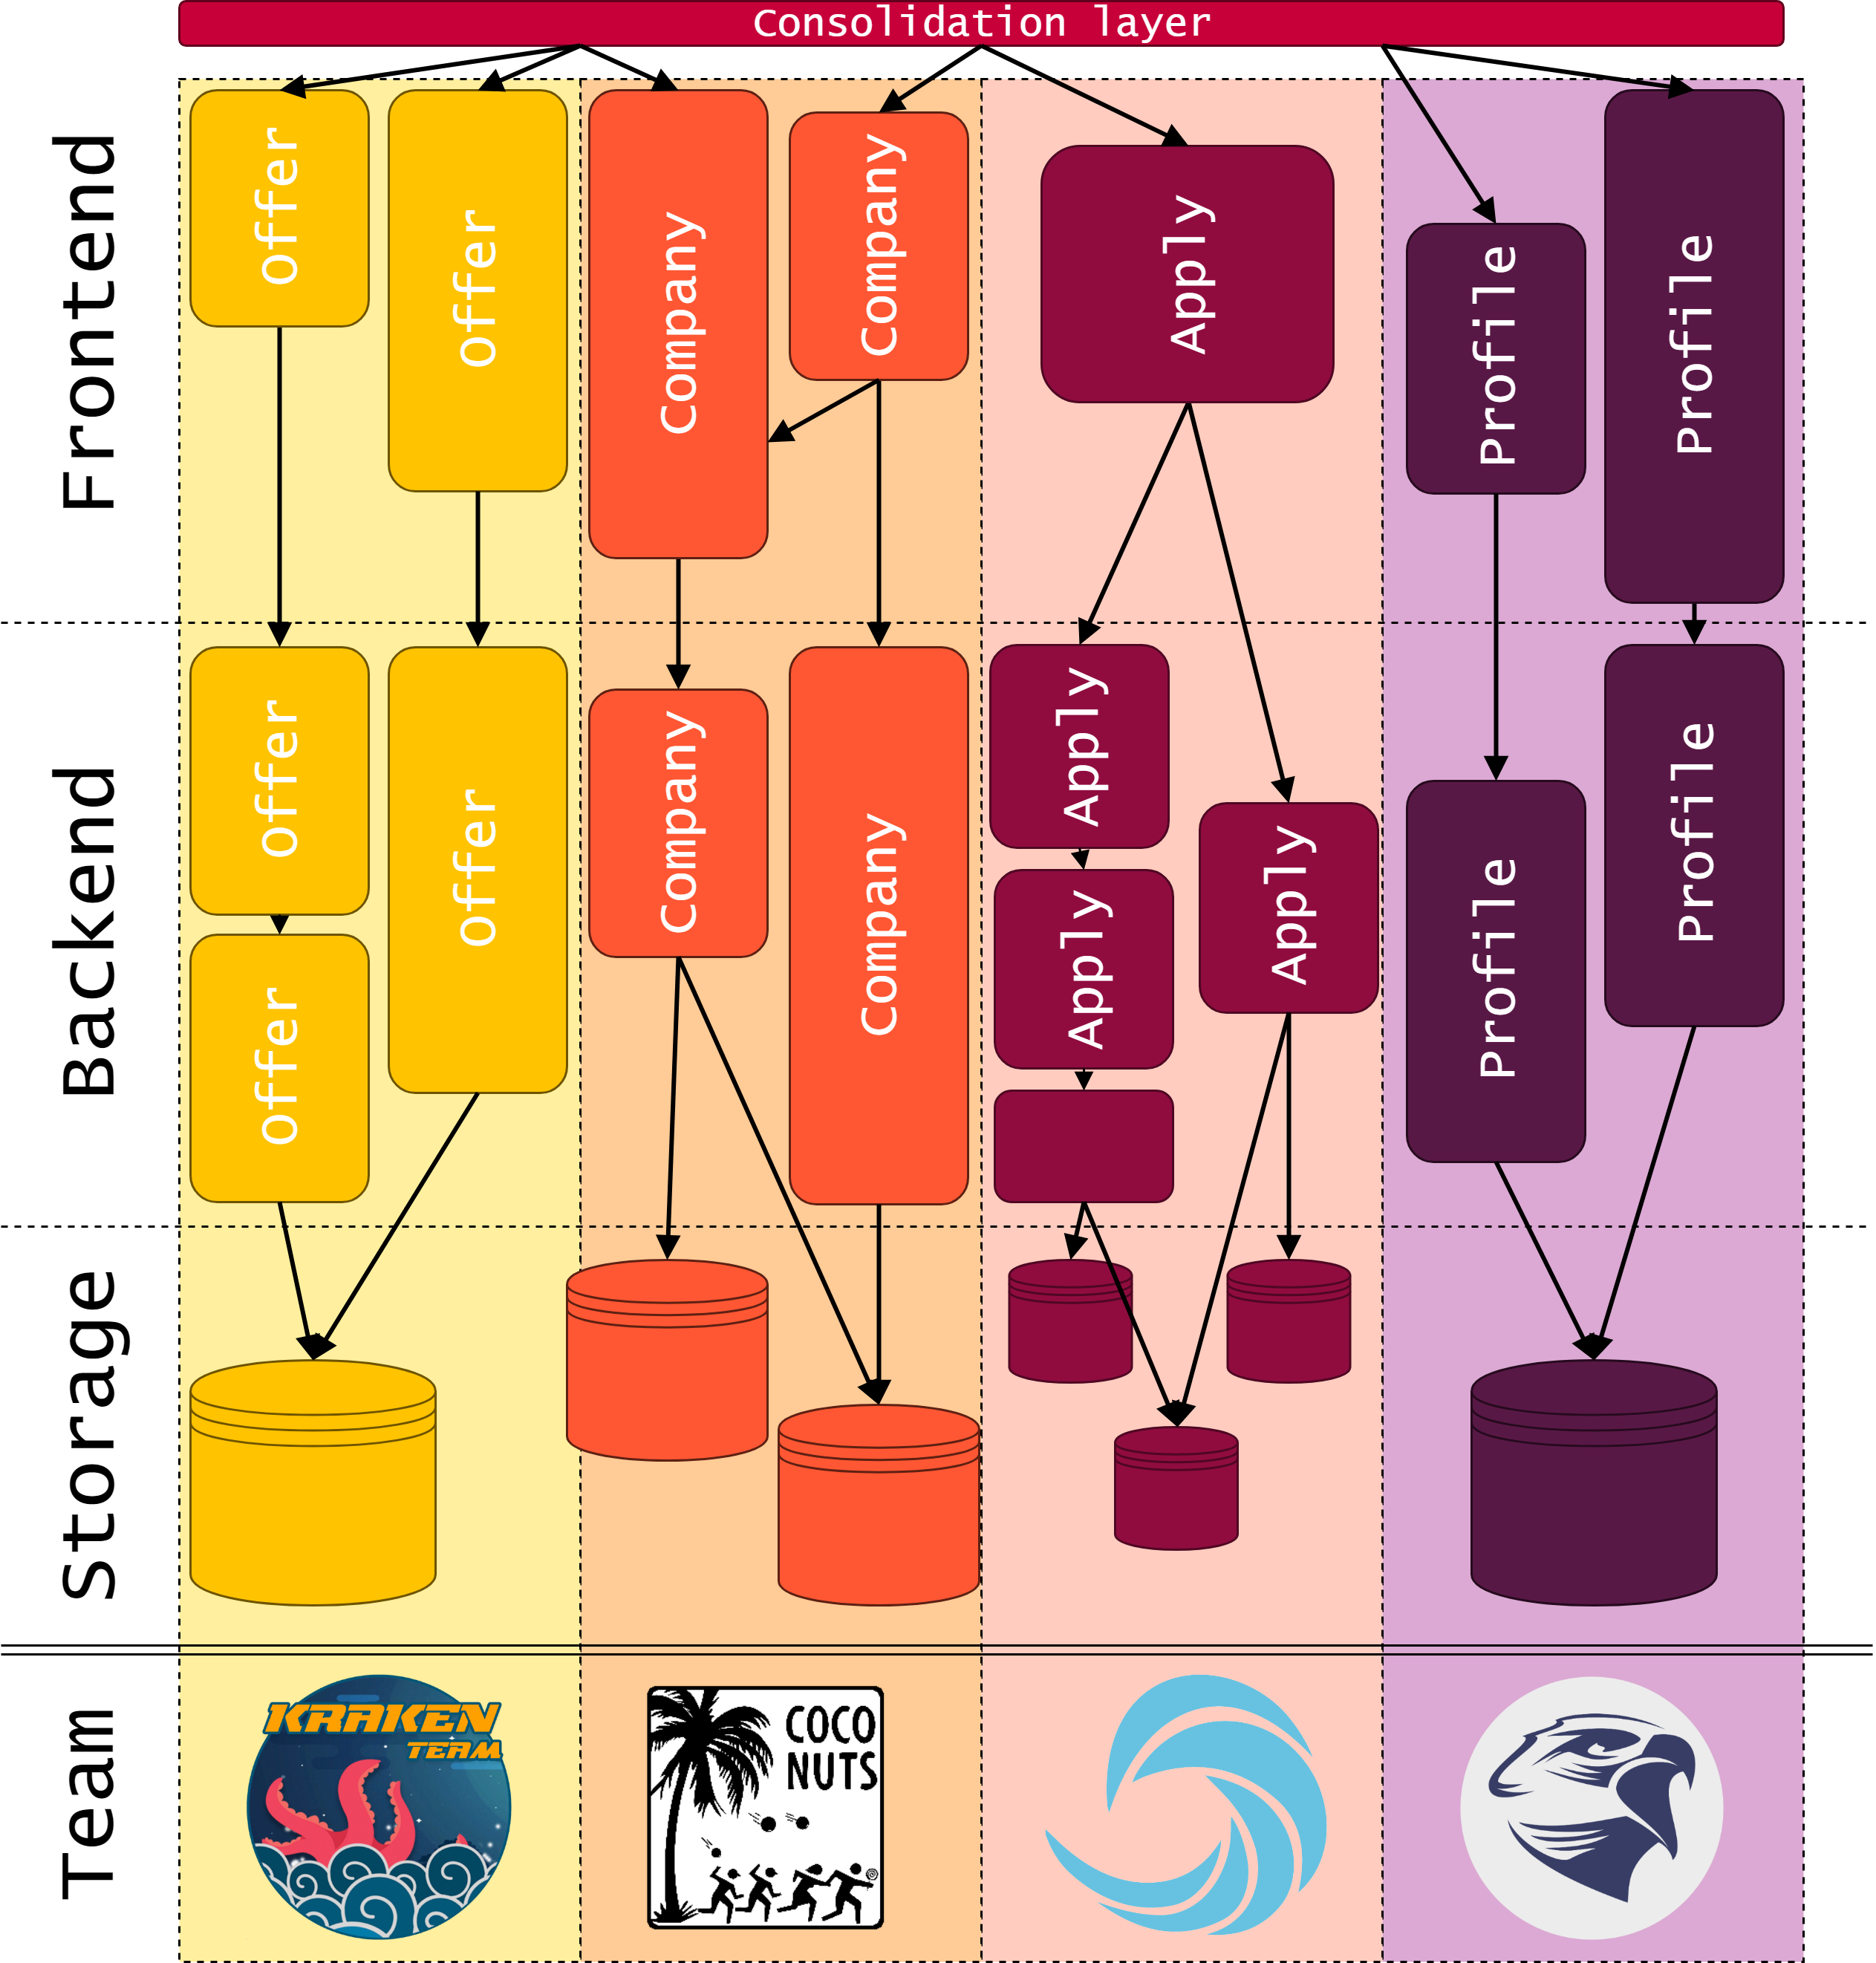 Consolidation layer
Frontend
Offer
Offer
Company
Company
Apply
Profile
Profile
Backend
Offer
Offer
Offer
Company
Company
Apply
Apply
Apply
Profile
Profile
Storage
Team
KRAKEN
TEAM
COCO
NUTS